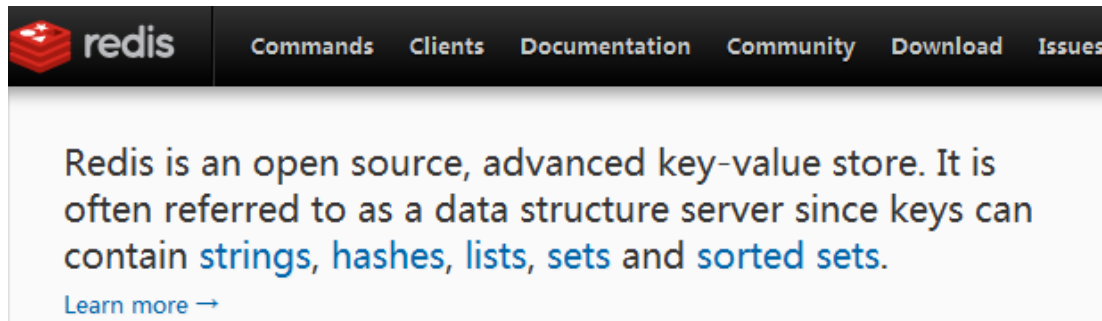 redis Commands Clients Documentation Community Download Issues
Redis is an open source, advanced key-value store. It is
often referred to as a data structure server since keys can
contain strings, hashes, lists, sets and sorted sets.
Learn more →